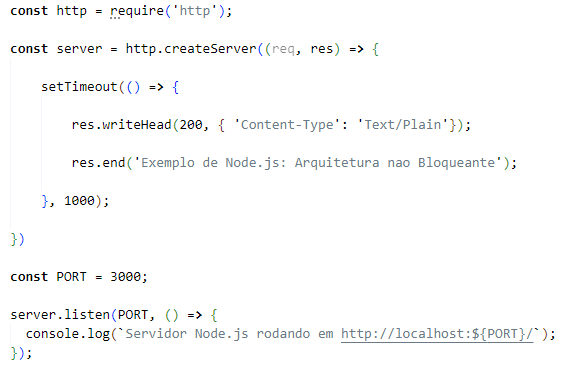 const http = require('http');
const server = http.createServer((req, res) => {
setTimeout(() => {
res.writeHead(200, { 'Content-Type': 'Text/Plain'});
res.end('Exemplo de Node.js: Arquitetura nao Bloqueante');
}, 1000);
})
const PORT = 3000;
server.listen(PORT, () => {
console.log(`Servidor Node.js rodando em http://localhost:${PORT}/`);
});